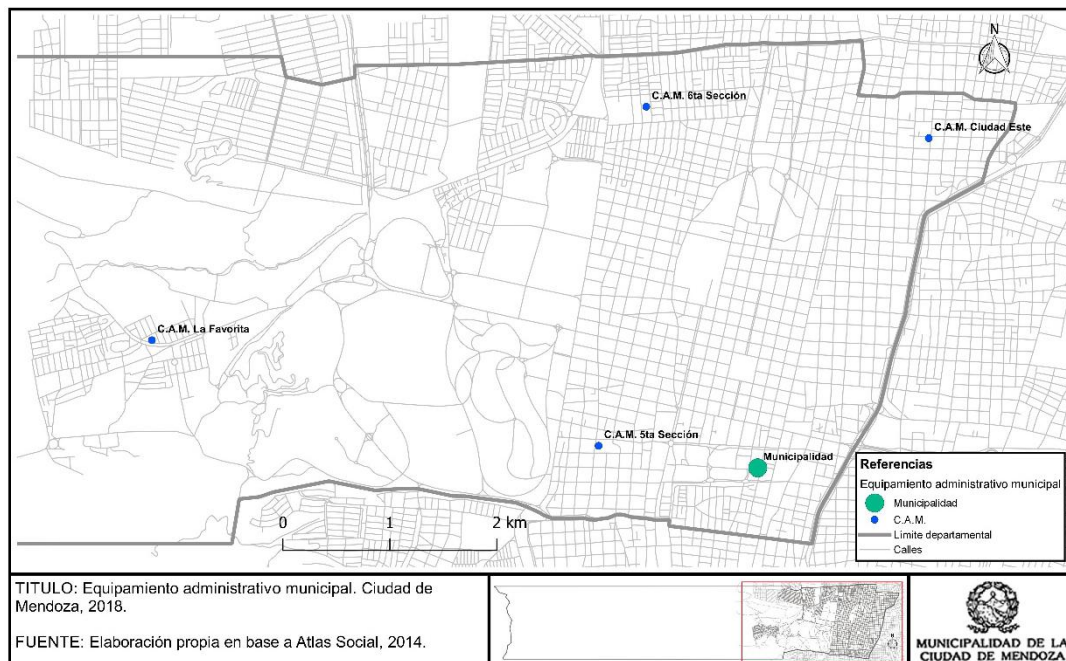 N
C.A.M. 6ta Sección
C.A.M. Ciudad Este
C.A.M. La Favorita
C.A.M. 5ta Sección
Municipalidad
0 1 2 km
Referencias
Equipamiento administrativo municipal
Municipalidad
C.A.M.
Límite departamental
Calles
TITULO: Equipamiento administrativo municipal. Ciudad de
Mendoza, 2018.
FUENTE: Elaboración propia en base a Atlas Social, 2014.
MUNICIPALIDAD DE LA
CIUDAD DE MENDOZA